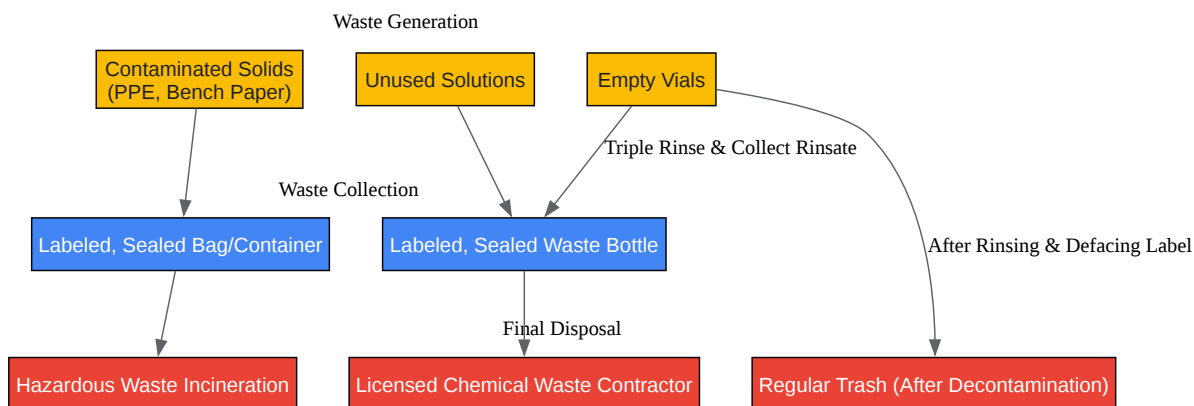 Waste Generation
Contaminated Solids
(PPE, Bench Paper)
Unused Solutions
Empty Vials
Triple Rinse & Collect Rinsate
Waste Collection
Labeled, Sealed Bag/Container
Labeled, Sealed Waste Bottle
After Rinsing & Defacing Label
Final Disposal
Hazardous Waste Incineration
Licensed Chemical Waste Contractor
Regular Trash (After Decontamination)